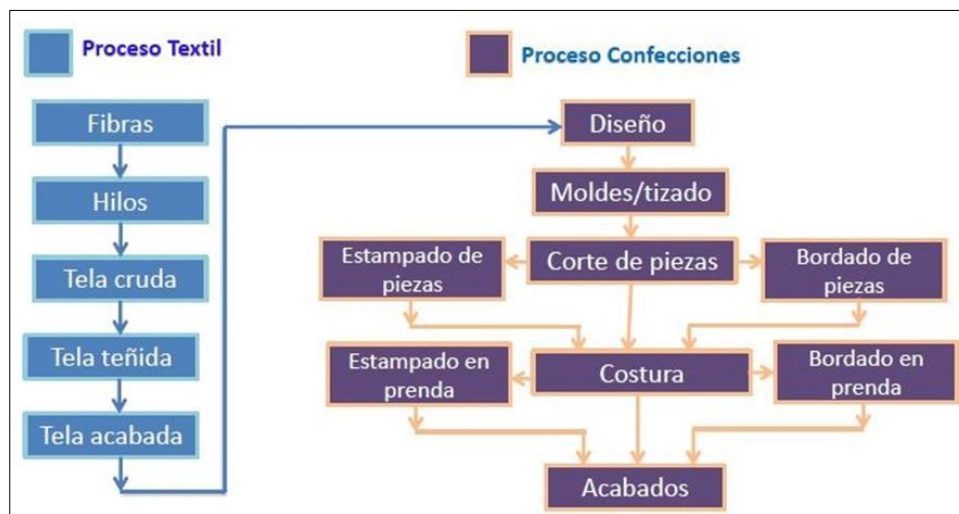 Proceso Textil
Proceso Confecciones
Fibras
Hilos
Tela cruda
Tela teñida
Tela acabada
Diseño
Moldes/tizado
Estampado de
piezas
Corte de piezas
Bordado de
piezas
Estampado en
prenda
Costura
Bordado en
prenda
Acabados